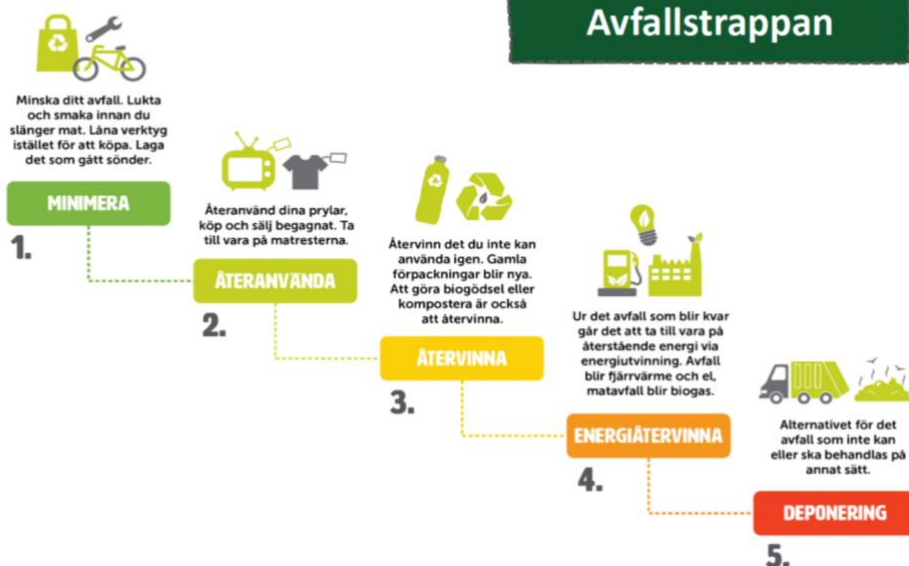 Avfallstrappan
Minska ditt avfall. Lukta
och smaka innan du
slänger mat. Låna verktyg
istället för att köpa. Laga
det som gått sönder.
MINIMERA
1.
Återanvänd dina prylar,
köp och sälj begagnat. Ta
till vara på matresterna.
ÅTERANVÄNDA
2.
Återvinn det du inte kan
använda igen. Gamla
förpackningar blir nya.
Att göra biogödsel eller
kompostera är också
att återvinna.
ÅTERVINNA
3.
Ur det avfall som blir kvar
går det att ta till vara på
återstående energi via
energiutvinning. Avfall
blir fjärrvärme och el,
matavfall blir biogas.
ENERGIÅTERVINNA
4.
Alternativet för det
avfall som inte kan
eller ska behandlas på
annat sätt.
DEPONERING
5.